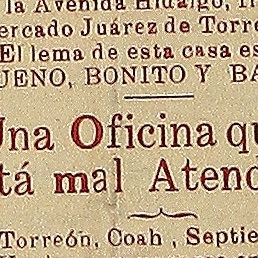 la Avenida Hidalgo,
ercado Juárez de Torre
El lema de esta casa es
UENO, BONITO Y BA
Una Oficina qu
tá mal Atend
Torreón, Coah , Septie